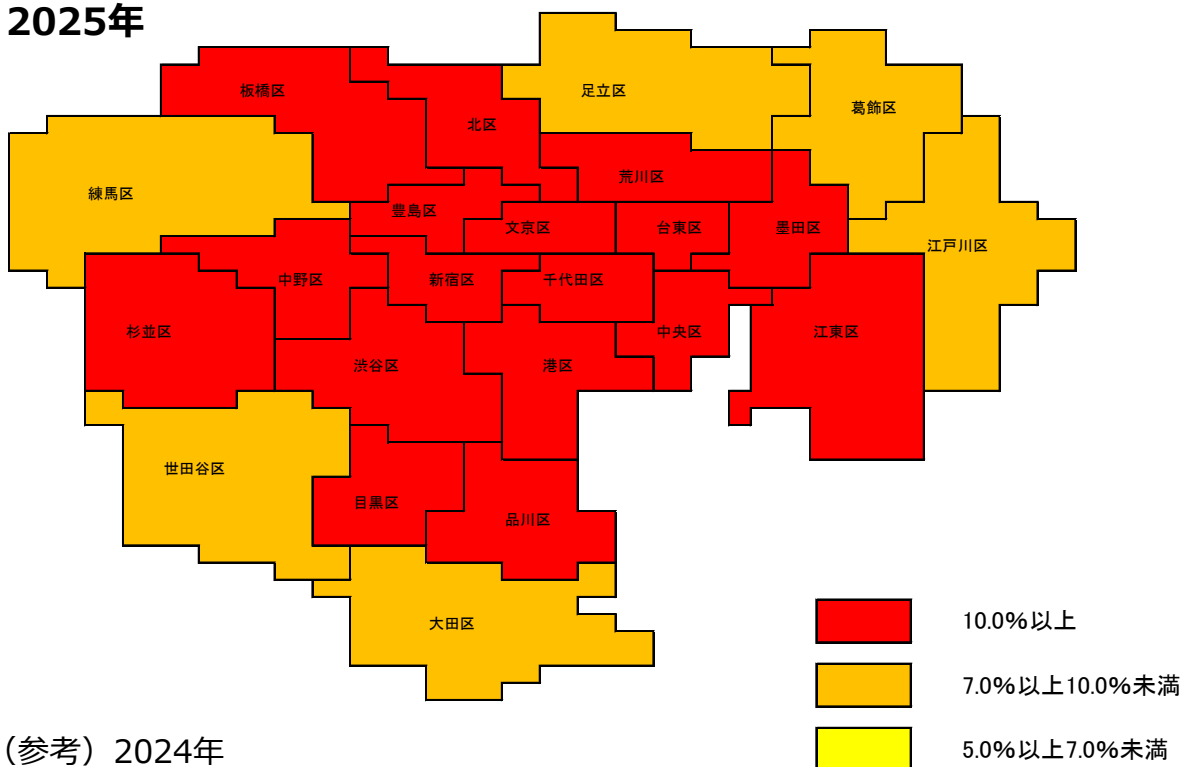 2025年
板橋区
足立区
葛飾区
北区
荒川区
練馬区
豊島区
文京区
台東区
墨田区
江戸川区
中野区
新宿区
千代田区
杉並区
中央区
江東区
渋谷区
港区
世田谷区
目黒区
品川区
大田区
10.0%以上
7.0%以上10.0%未満
5.0%以上7.0%未満
(参考)2024年